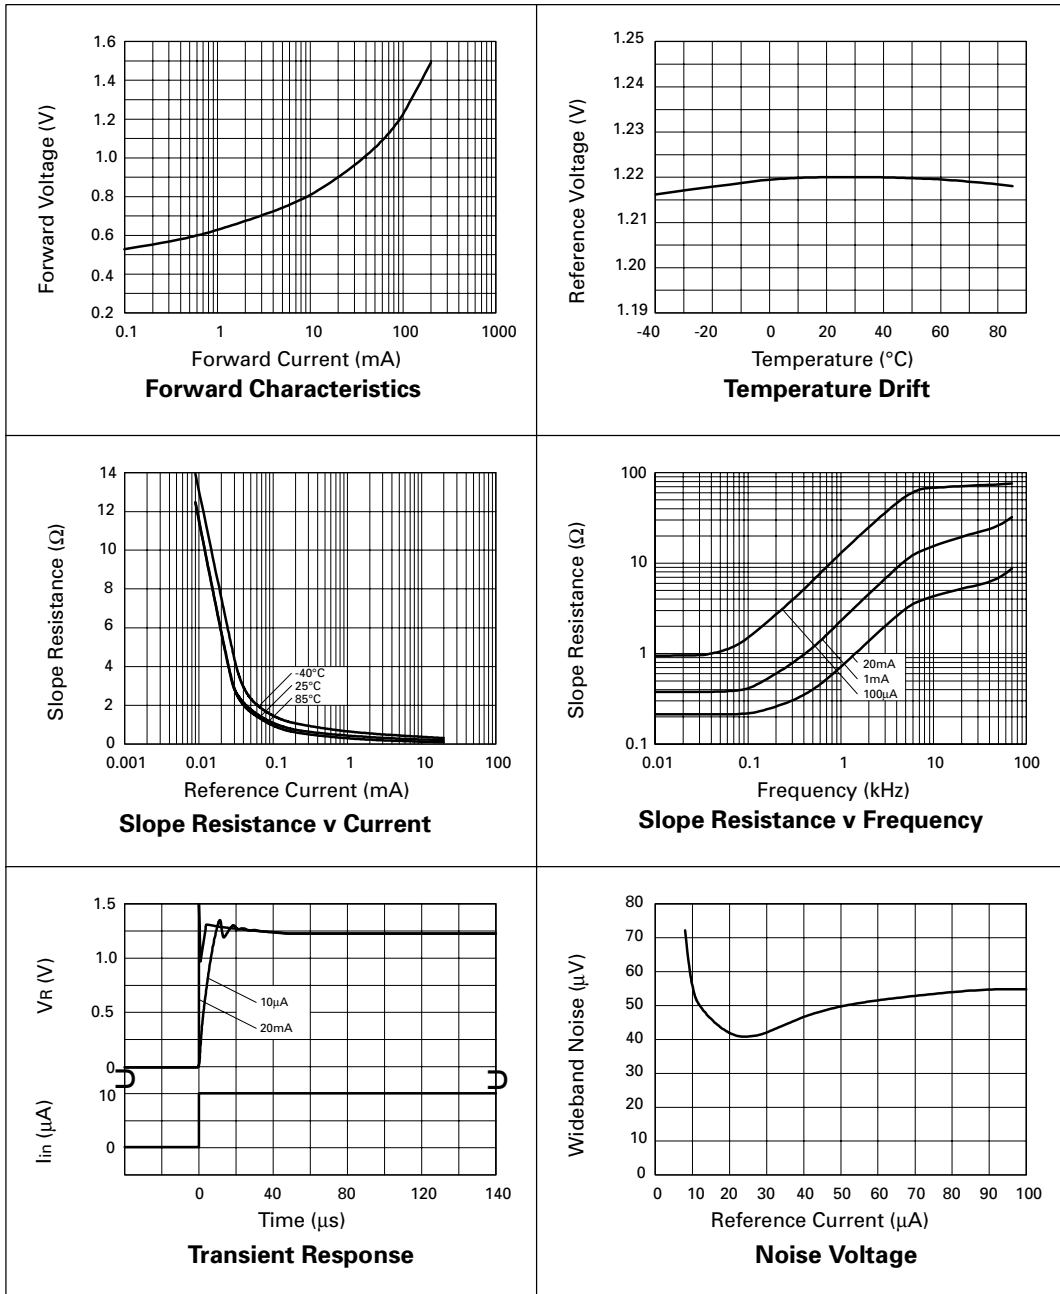 1.6
1.4
1.2
1.0
0.8
0.6
0.4
0.2
0.1 1 10 100 1000
Forward Voltage (V)
Forward Current (mA)
Forward Characteristics
1.25
1.24
1.23
1.22
1.21
1.20
1.19
-40 -20 0 20 40 60 80
Reference Voltage (V)
Temperature (°C)
Temperature Drift
14
12
10
8
6
4
2
0
0.001 0.01 0.1 1 10 100
-40°C
25°C
85°C
Slope Resistance (Ω)
Reference Current (mA)
Slope Resistance v Current
100
10
1
0.1
0.01 0.1 1 10 100
20mA
1mA
100µA
Slope Resistance (Ω)
Frequency (kHz)
Slope Resistance v Frequency
1.5
1.0
0.5
0
10
0
0 40 80 120 140
10µA
20mA
VR (V)
Iin (µA)
Time (µs)
Transient Response
80
70
60
50
40
30
20
10
0
0 10 20 30 40 50 60 70 80 90 100
Wideband Noise (µV)
Reference Current (µA)
Noise Voltage